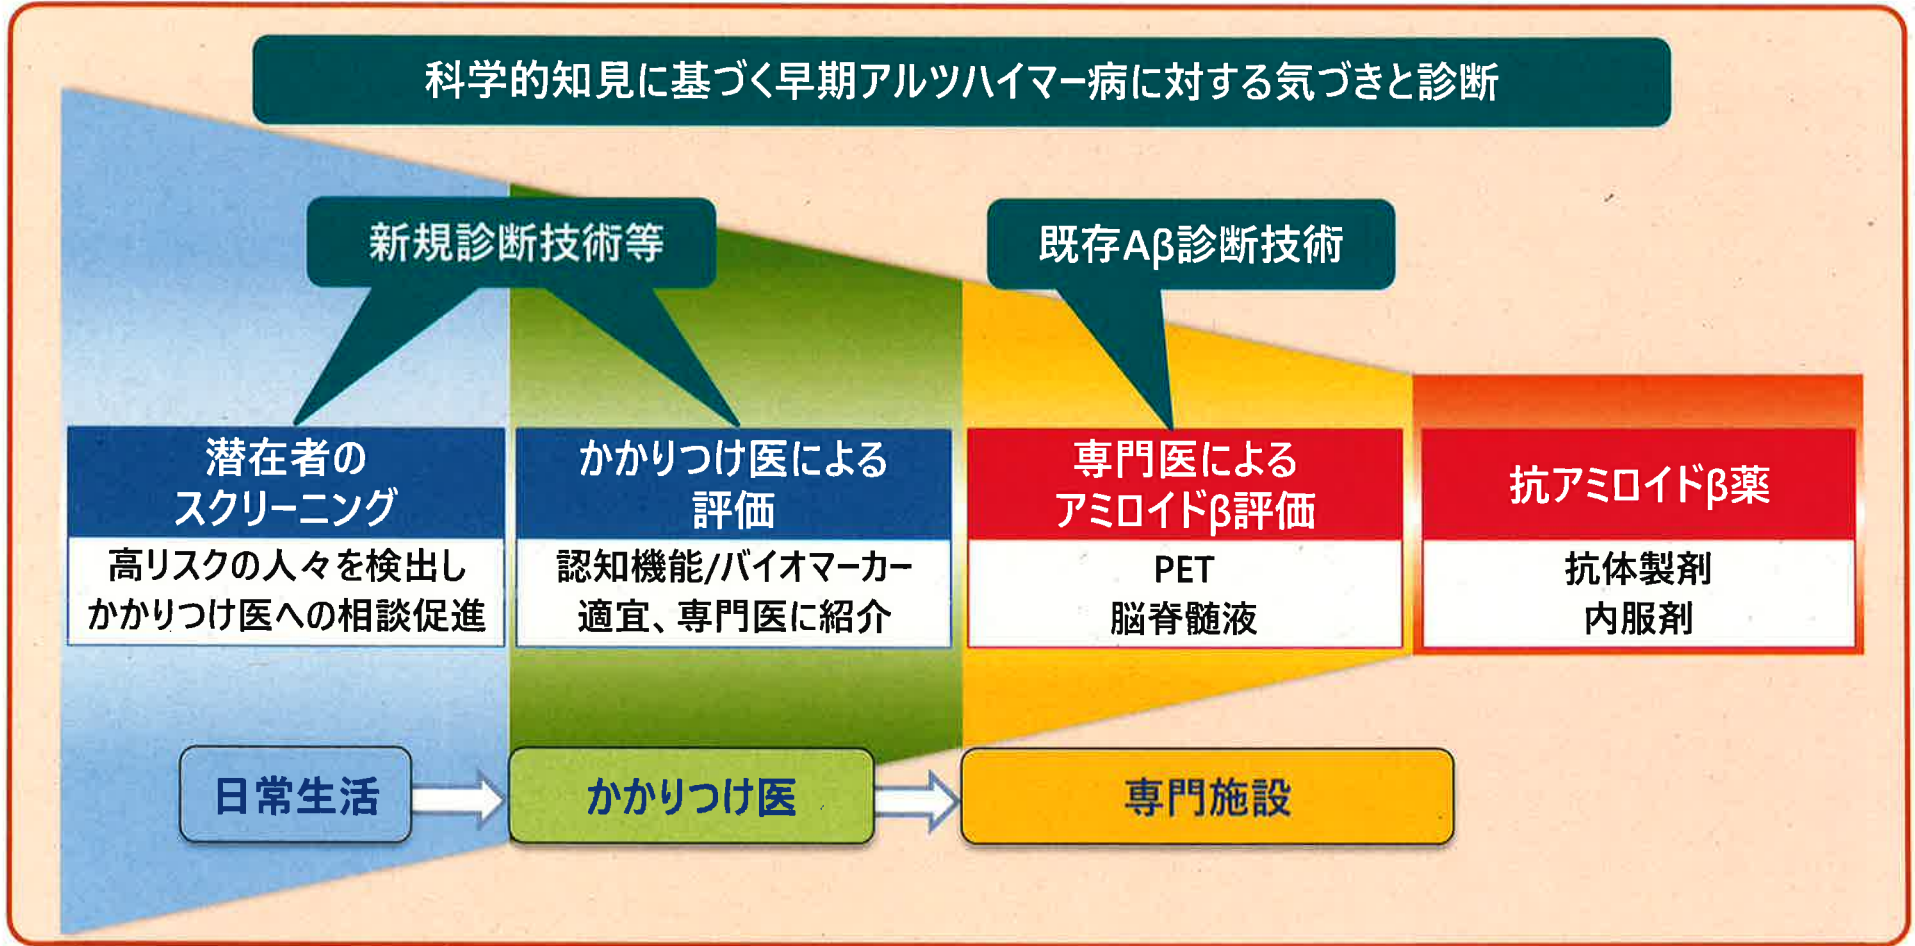 科学的知見に基づく早期アルツハイマー病に対する気づきと診断
新規診断技術等
既存Aβ診断技術
潜在者の
スクリーニング
高リスクの人々を検出し
かかりつけ医への相談促進
かかりつけ医による
評価
認知機能/バイオマーカー
適宜、専門医に紹介
専門医による
アミロイドβ評価
PET
脳脊髄液
抗アミロイドβ薬
抗体製剤
内服剤
日常生活
かかりつけ医
専門施設